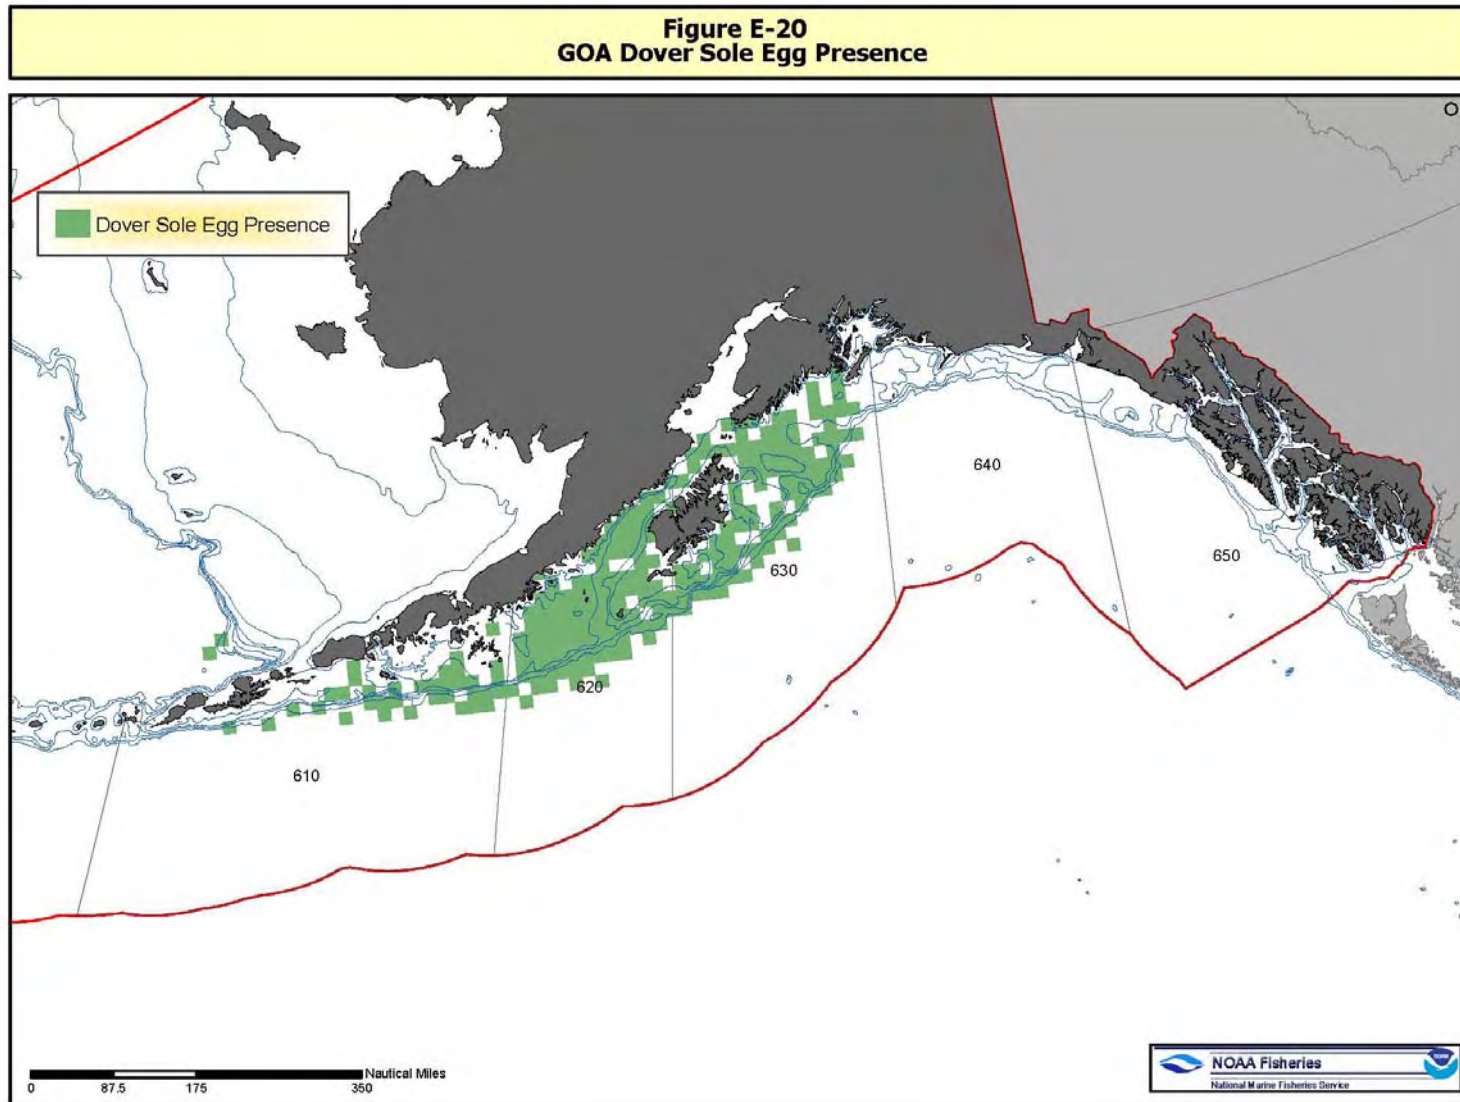 Figure E-20
GOA Dover Sole Egg Presence
Dover Sole Egg Presence
640
650
630
620
610
Nautical Miles
0 87.5 175 350
NOAA Fisheries
National Marine Fisheries Service